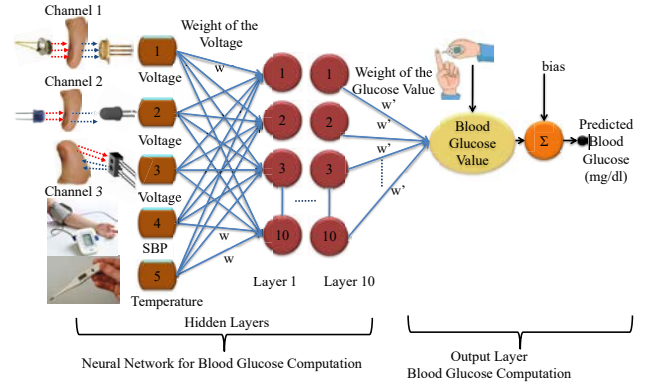 Channel 1
Weight of the
Voltage
w
1
Voltage
Channel 2
2
Voltage
3
Voltage
Channel 3
4
SBP
w
w
5
Temperature
1
2
3
10
Layer 1
........
1
2
3
10
Layer 10
Weight of the
Glucose Value
w’
w’
w’
w’
Blood
Glucose
Value
bias
Σ
Predicted
Blood
Glucose
(mg/dl)
Hidden Layers
Neural Network for Blood Glucose Computation
Output Layer
Blood Glucose Computation